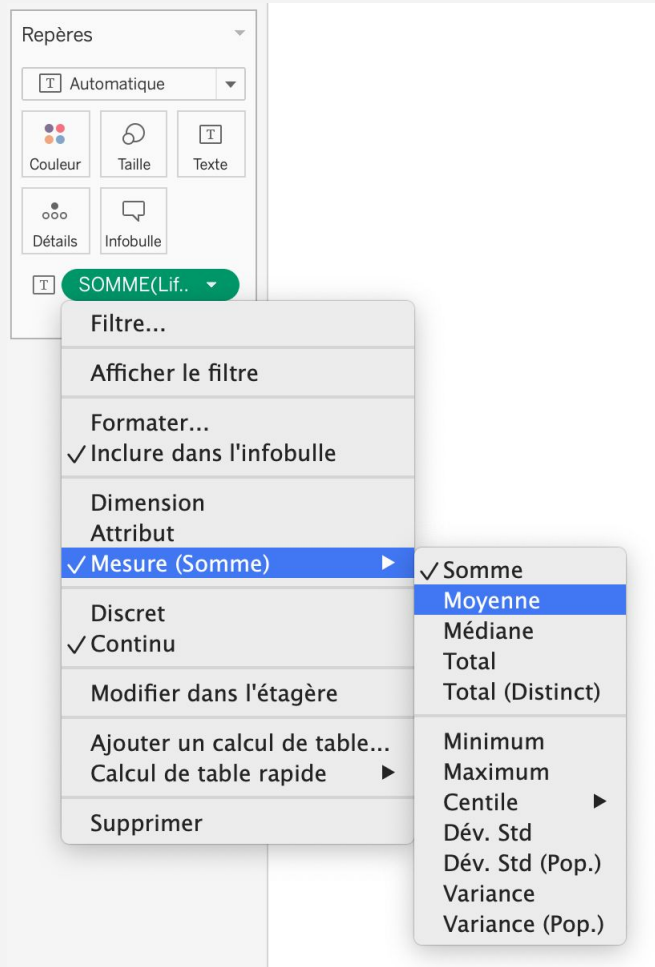 Repères
T Automatique
Couleur
Taille
T
Texte
Détails
Infobulle
T SOMME(Lif..
Filtre...
Afficher le filtre
Formater...
Inclure dans l'infobulle
Dimension
Attribut
Mesure (Somme)
Discret
Continu
Modifier dans l'étagère
Ajouter un calcul de table...
Calcul de table rapide
Supprimer
Somme
Moyenne
Médiane
Total
Total (Distinct)
Minimum
Maximum
Centile
Dév. Std
Dév. Std (Pop.)
Variance
Variance (Pop.)